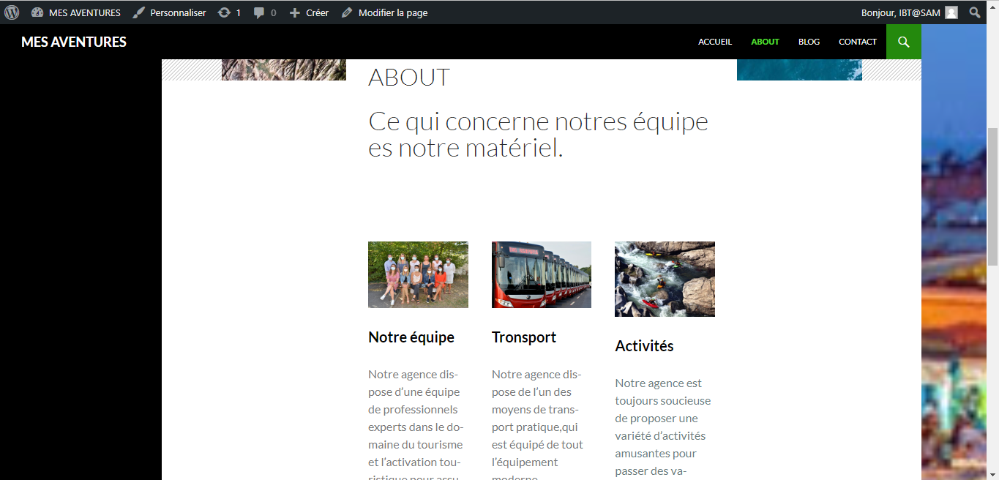 MES AVENTURES Personnaliser 1 0 Créer Modifier la page Bonjour, IBT@SAM
MES AVENTURES ACCUEIL ABOUT BLOG CONTACT
ABOUT
Ce qui concerne notres équipe
es notre matériel.
Notre équipe
Notre agence dis-
pose d’une équipe
de professionnels
experts dans le do-
maine du tourisme
et l’activation tou-
ristique pour assu
Tronsport
Notre agence dis-
pose de l’un des
moyens de trans-
port pratique,qui
est équipé de tout
l’équipement
moderne
Activités
Notre agence est
toujours soucieuse
de proposer une
variété d’activités
amusantes pour
passer des va-